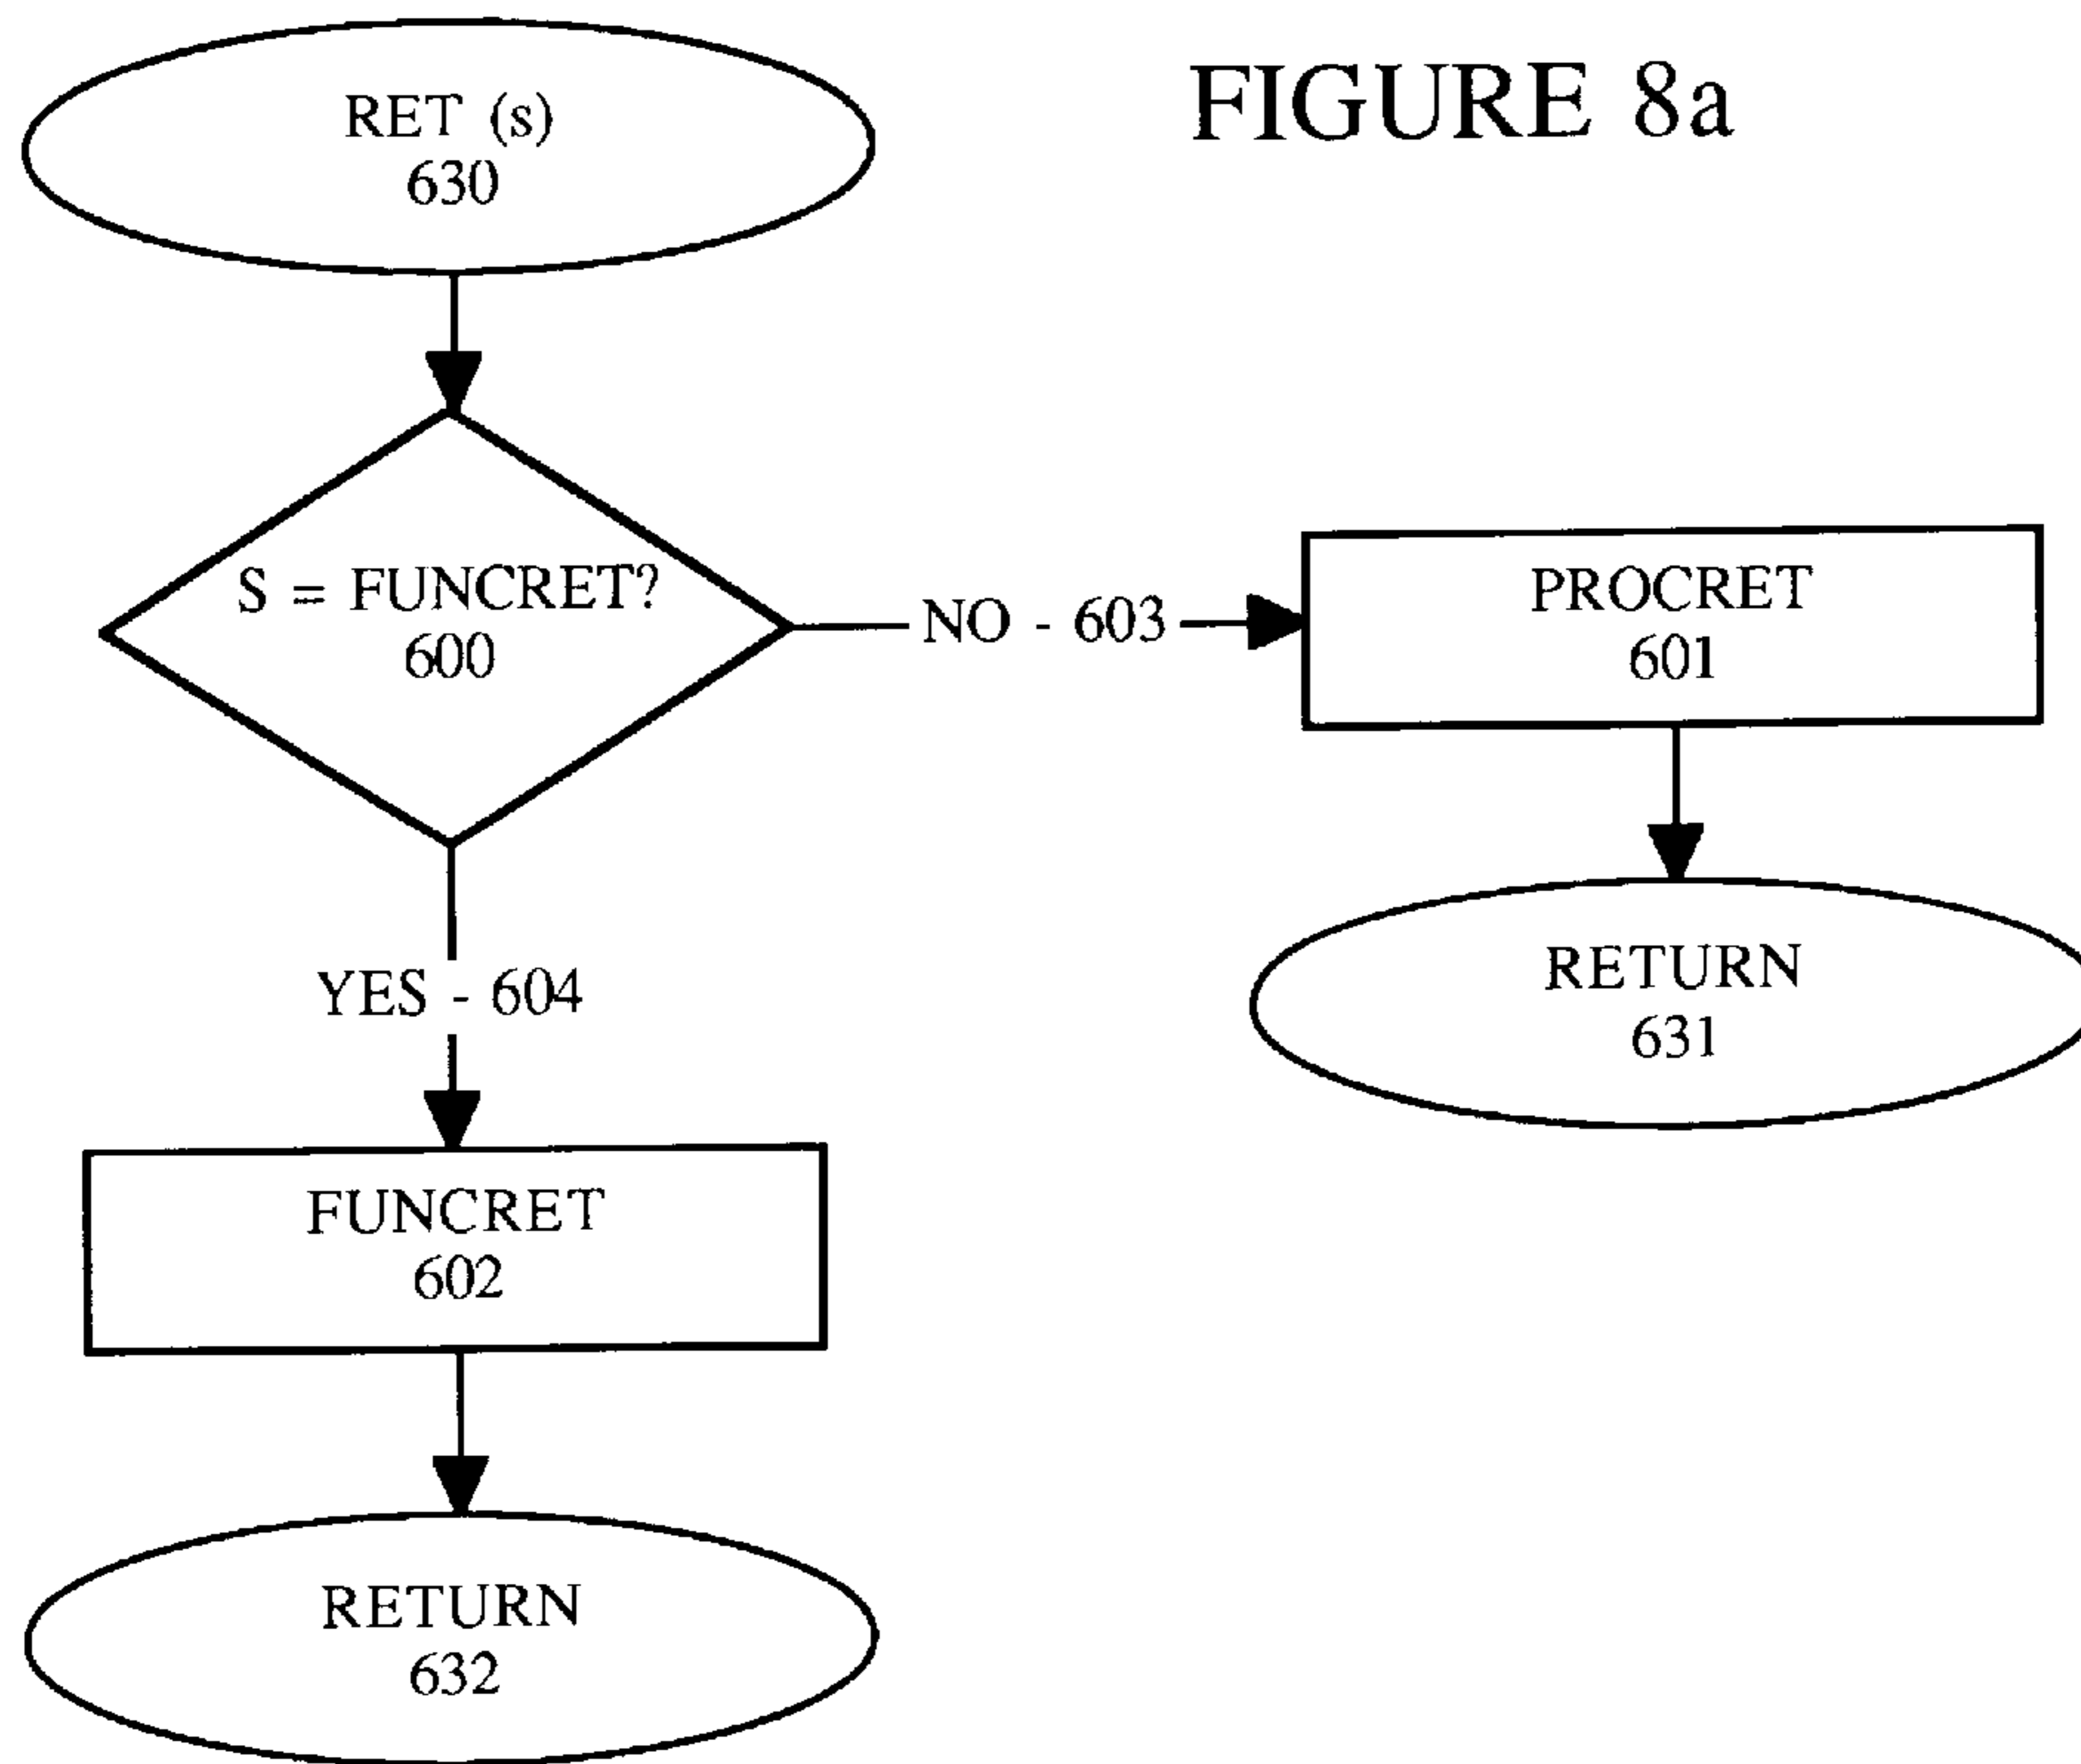 FIGURE 8a
RET (s)
630
S = FUNCRET?
600
NO - 603
PROCRET
601
RETURN
631
YES - 604
FUNCRET
602
RETURN
632